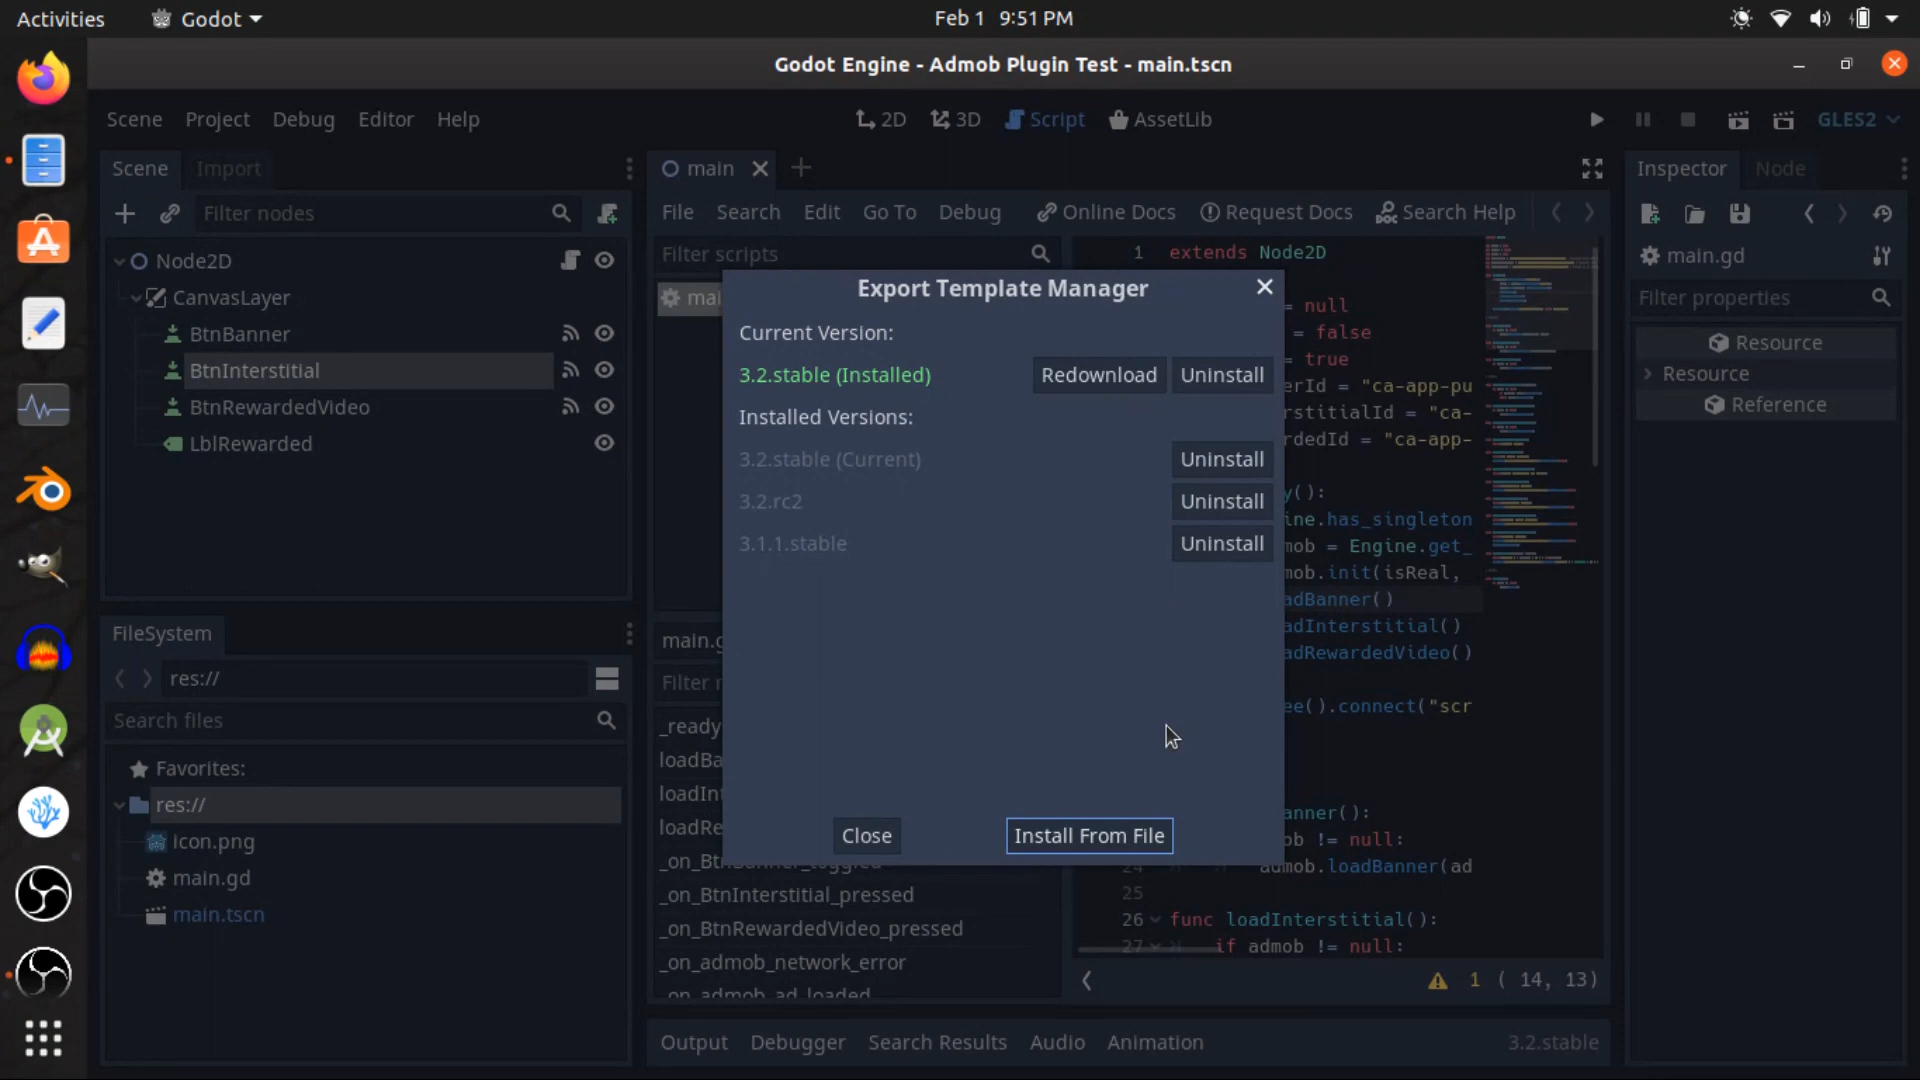 Activities Godot Feb 1 9:51 PM
Godot Engine - Admob Plugin Test - main.tscn
Scene Project Debug Editor Help 2D 3D Script AssetLib GLES2
Scene Import
Filter nodes
Node2D
CanvasLayer
BtnBanner
BtnInterstitial
BtnRewardedVideo
LblRewarded
FileSystem
res://
Search files
Favorites:
res://
icon.png
main.gd
main.tscn
main
File Search Edit Go To Debug Online Docs Request Docs Search Help
Filter scripts
mai
main.g
Filter
_ready
loadBa
loadInt
loadRe
_on_BtnBanner_toggled
_on_BtnInterstitial_pressed
_on_BtnRewardedVideo_pressed
_on_admob_network_error
_on_admob_ad_loaded
1 extends Node2D
= null
= false
= true
erId = "ca-app-pu
rstitialId = "ca-
rdedId = "ca-app-
y():
ine.has_singleton
mob = Engine.get_
mob.init(isReal,
adBanner()
adInterstitial()
adRewardedVideo()
ee().connect("scr
anner():
ob != null:
24 admob.loadBanner(ad
25
26 func loadInterstitial():
27 if admob != null:
1 ( 14, 13)
Export Template Manager
Current Version:
3.2.stable (Installed) Redownload Uninstall
Installed Versions:
3.2.stable (Current) Uninstall
3.2.rc2 Uninstall
3.1.1.stable Uninstall
Close Install From File
Output Debugger Search Results Audio Animation 3.2.stable
Inspector Node
main.gd
Filter properties
Resource
Resource
Reference